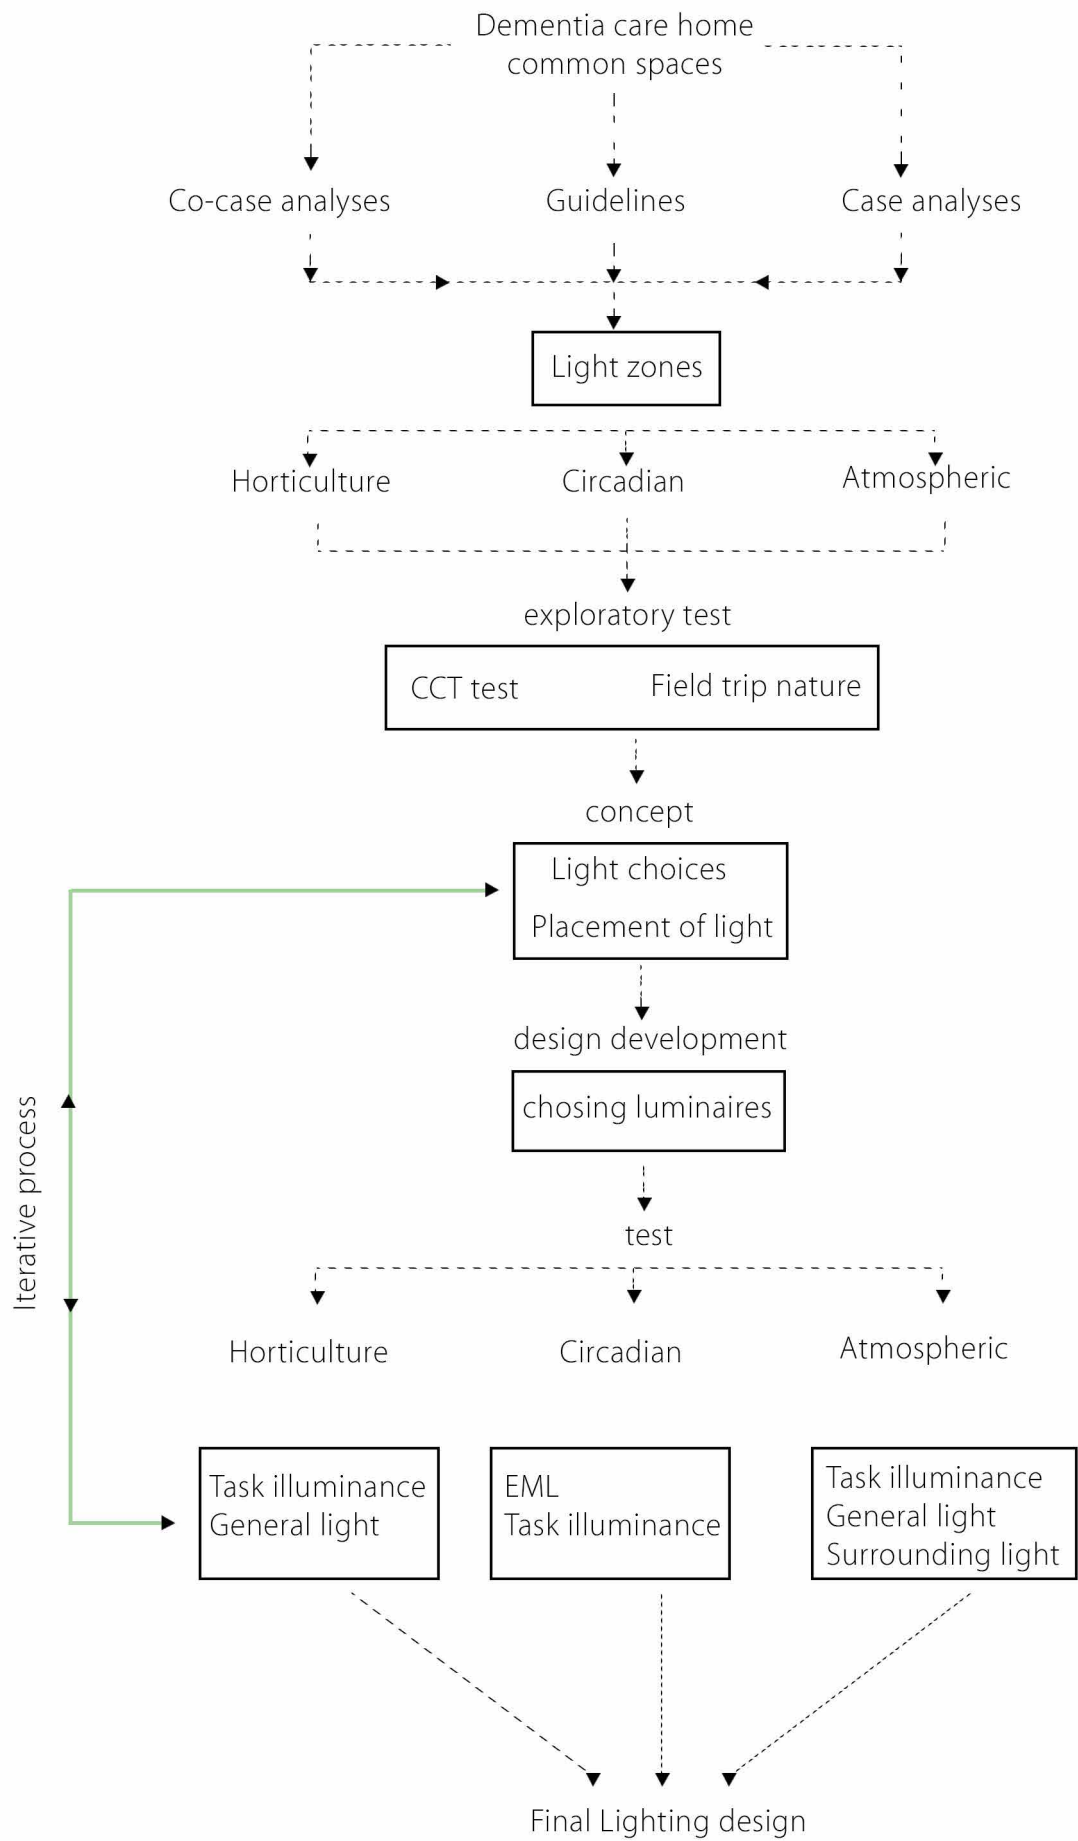 Dementia care home
common spaces
Co-case analyses
Guidelines
Case analyses
Light zones
Horticulture
Circadian
Atmospheric
exploratory test
CCT test
Field trip nature
concept
Light choices
Placement of light
design development
chosing luminaires
Iterative process
test
Horticulture
Circadian
Atmospheric
Task illuminance
General light
EML
Task illuminance
Task illuminance
General light
Surrounding light
Final Lighting design